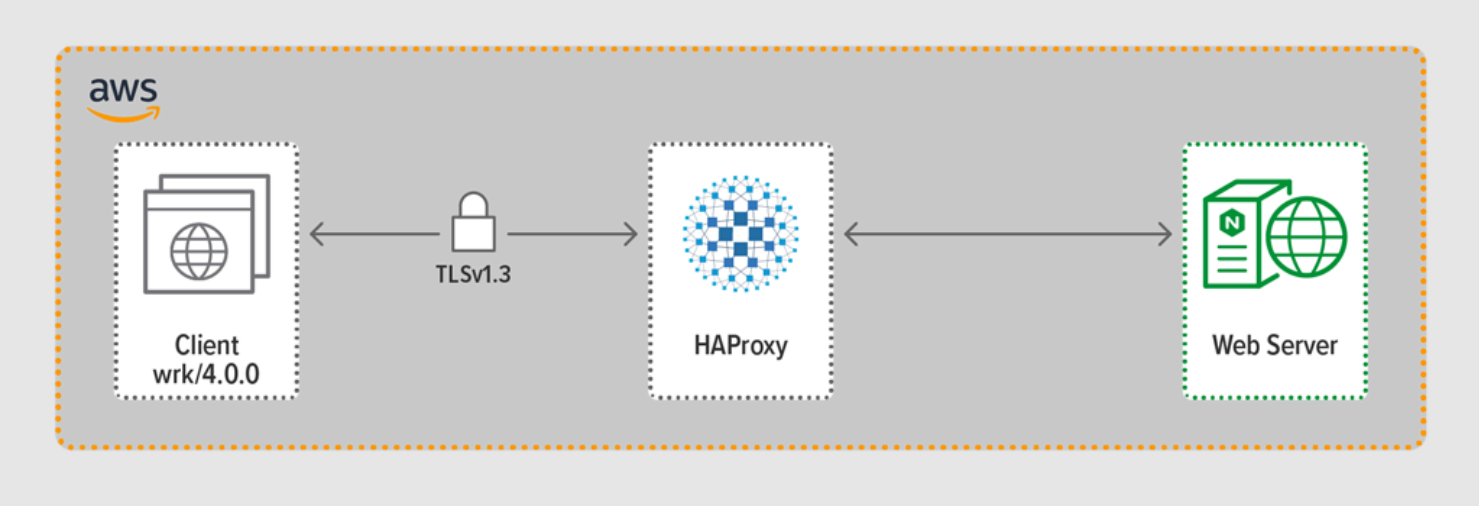 aws
TLSv1.3
Client
wrk/4.0.0
HAProxy
N
Web Server